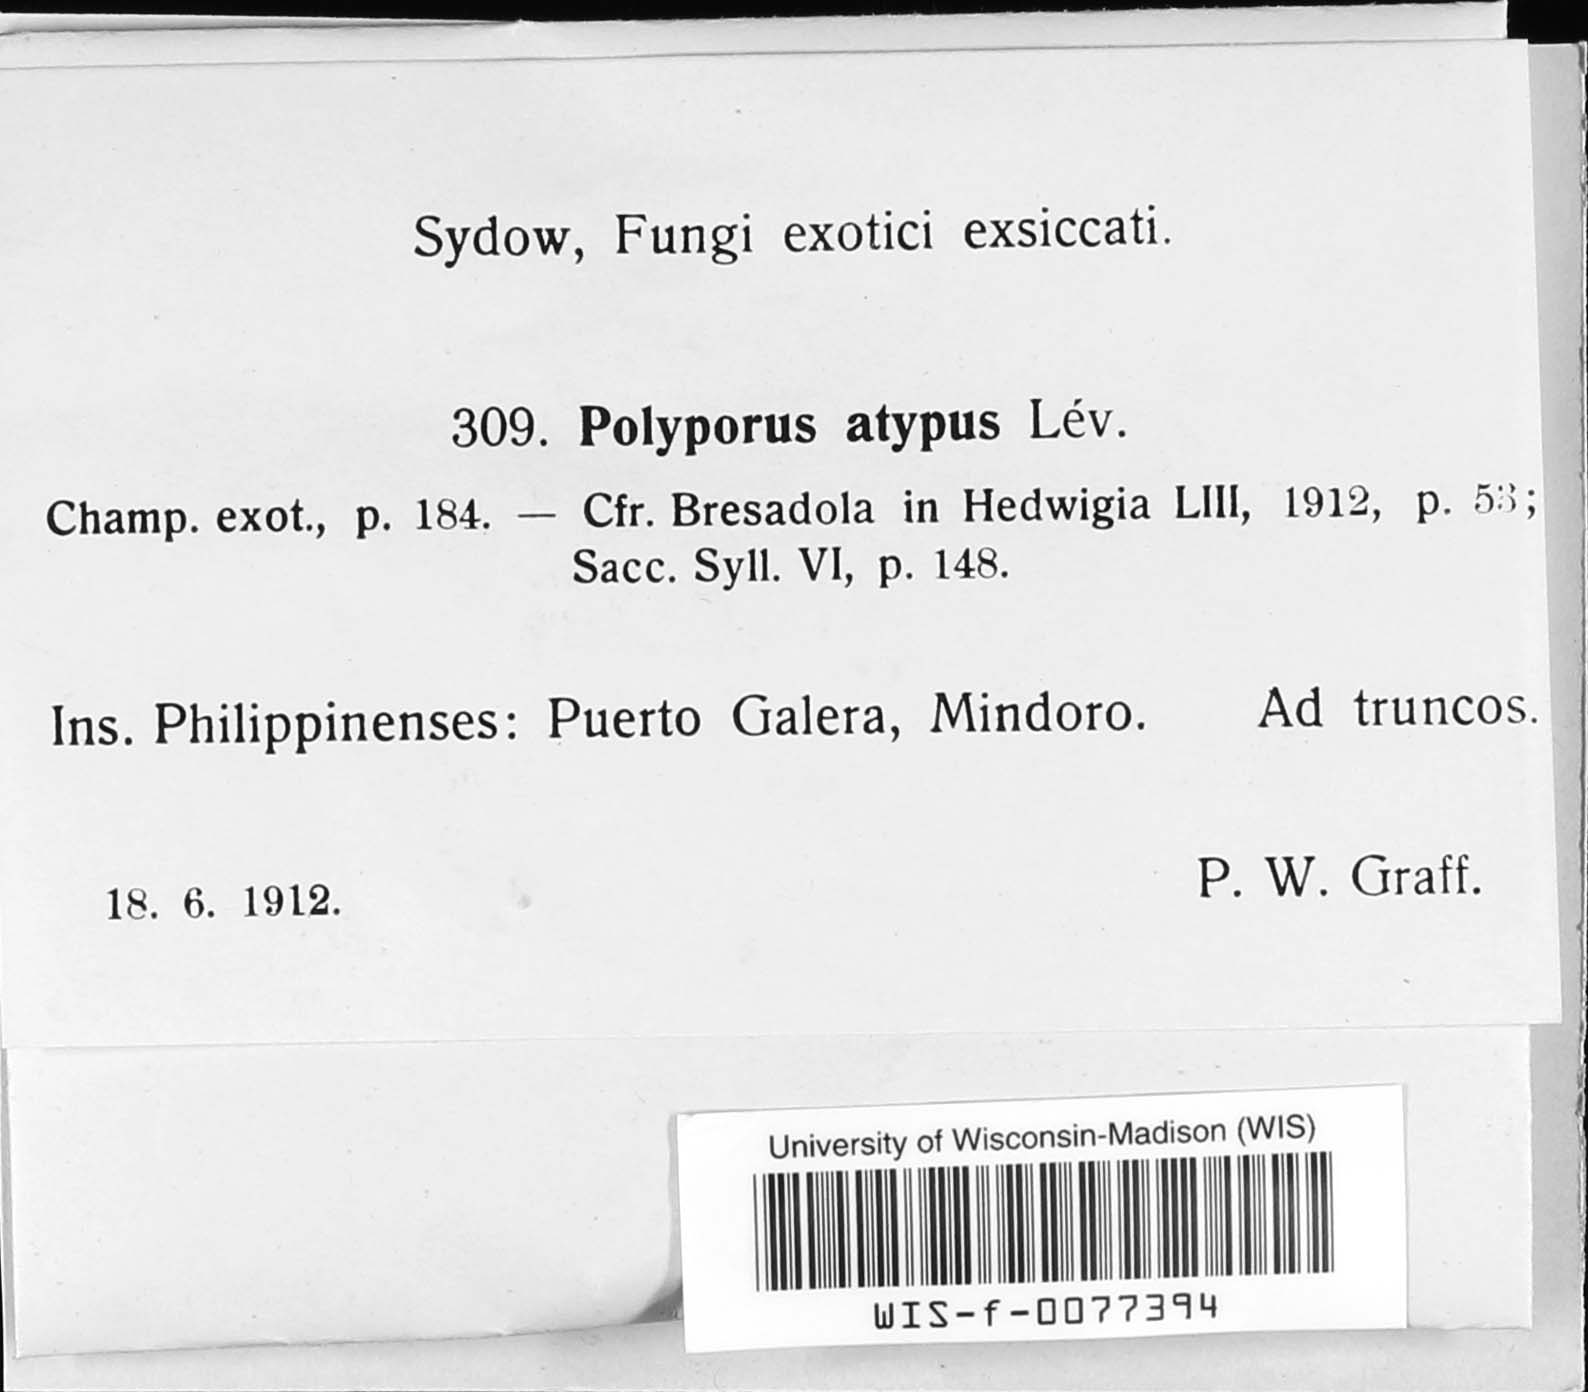 Sydow, Fungi exotici exsiccati.
309. Polyporus atypus Lév.
Champ. exot., p. 184. — Cfr. Bresadola in Hedwigia LIII, 1912, p. 53;
Sacc. Syll. VI, p. 148.
Ins. Philippinenses: Puerto Galera, Mindoro. Ad truncos.
18. 6. 1912. P. W. Graff.
University of Wisconsin-Madison (WIS)
WIS-f-0077394